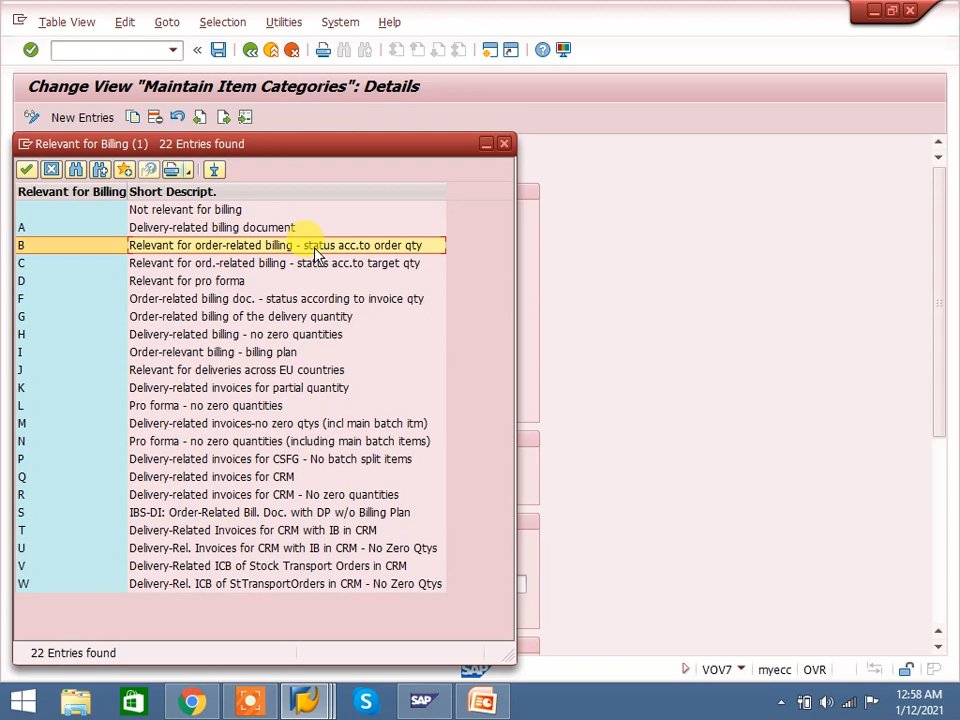 Table View Edit Goto Selection Utilities System Help
Change View "Maintain Item Categories": Details
New Entries
Relevant for Billing (1) 22 Entries found
Relevant for Billing Short Descript.
Not relevant for billing
A Delivery-related billing document
B Relevant for order-related billing - status acc.to order qty
C Relevant for ord.-related billing - status acc.to target qty
D Relevant for pro forma
F Order-related billing doc. - status according to invoice qty
G Order-related billing of the delivery quantity
H Delivery-related billing - no zero quantities
I Order-relevant billing - billing plan
J Relevant for deliveries across EU countries
K Delivery-related invoices for partial quantity
L Pro forma - no zero quantities
M Delivery-related invoices-no zero qtys (incl main batch itm)
N Pro forma - no zero quantities (including main batch items)
P Delivery-related invoices for CSFG - No batch split items
Q Delivery-related invoices for CRM
R Delivery-related invoices for CRM - No zero quantities
S IBS-DI: Order-Related Bill. Doc. with DP w/o Billing Plan
T Delivery-Related Invoices for CRM with IB in CRM
U Delivery-Rel. Invoices for CRM with IB in CRM - No Zero Qtys
V Delivery-Related ICB of Stock Transport Orders in CRM
W Delivery-Rel. ICB of StTransportOrders in CRM - No Zero Qtys
22 Entries found
SAP
VOV7 myecc OVR
SAP
12:58 AM
1/12/2021